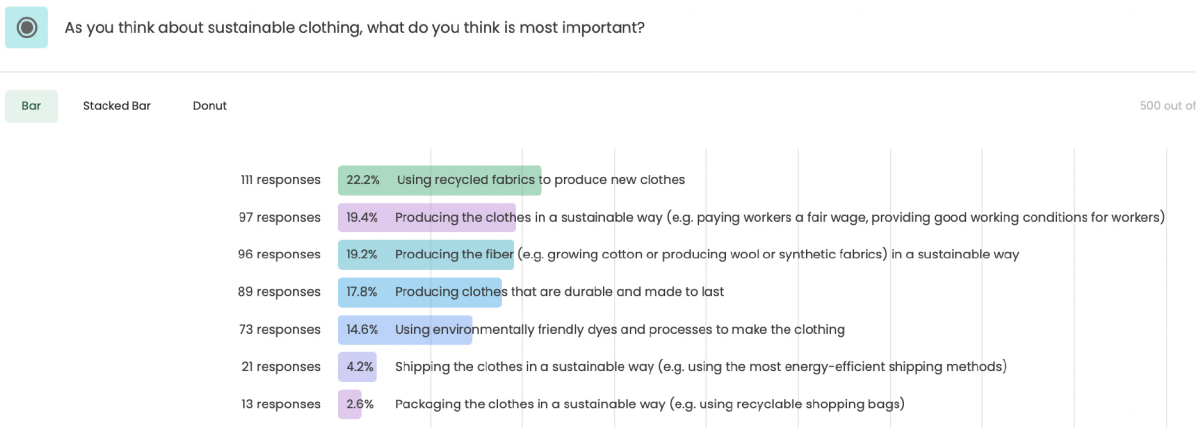 As you think about sustainable clothing, what do you think is most important?
Bar Stacked Bar Donut 500 out of
111 responses 22.2% Using recycled fabrics to produce new clothes
97 responses 19.4% Producing the clothes in a sustainable way (e.g. paying workers a fair wage, providing good working conditions for workers)
96 responses 19.2% Producing the fiber (e.g. growing cotton or producing wool or synthetic fabrics) in a sustainable way
89 responses 17.8% Producing clothes that are durable and made to last
73 responses 14.6% Using environmentally friendly dyes and processes to make the clothing
21 responses 4.2% Shipping the clothes in a sustainable way (e.g. using the most energy-efficient shipping methods)
13 responses 2.6% Packaging the clothes in a sustainable way (e.g. using recyclable shopping bags)